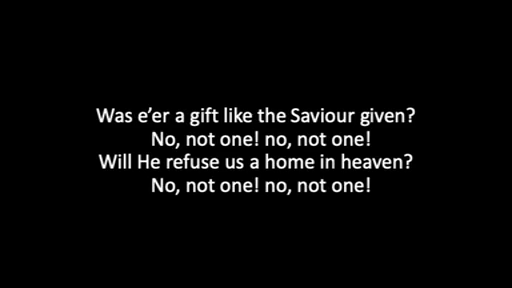 Was e’er a gift like the Saviour given?
No, not one! no, not one!
Will He refuse us a home in heaven?
No, not one! no, not one!